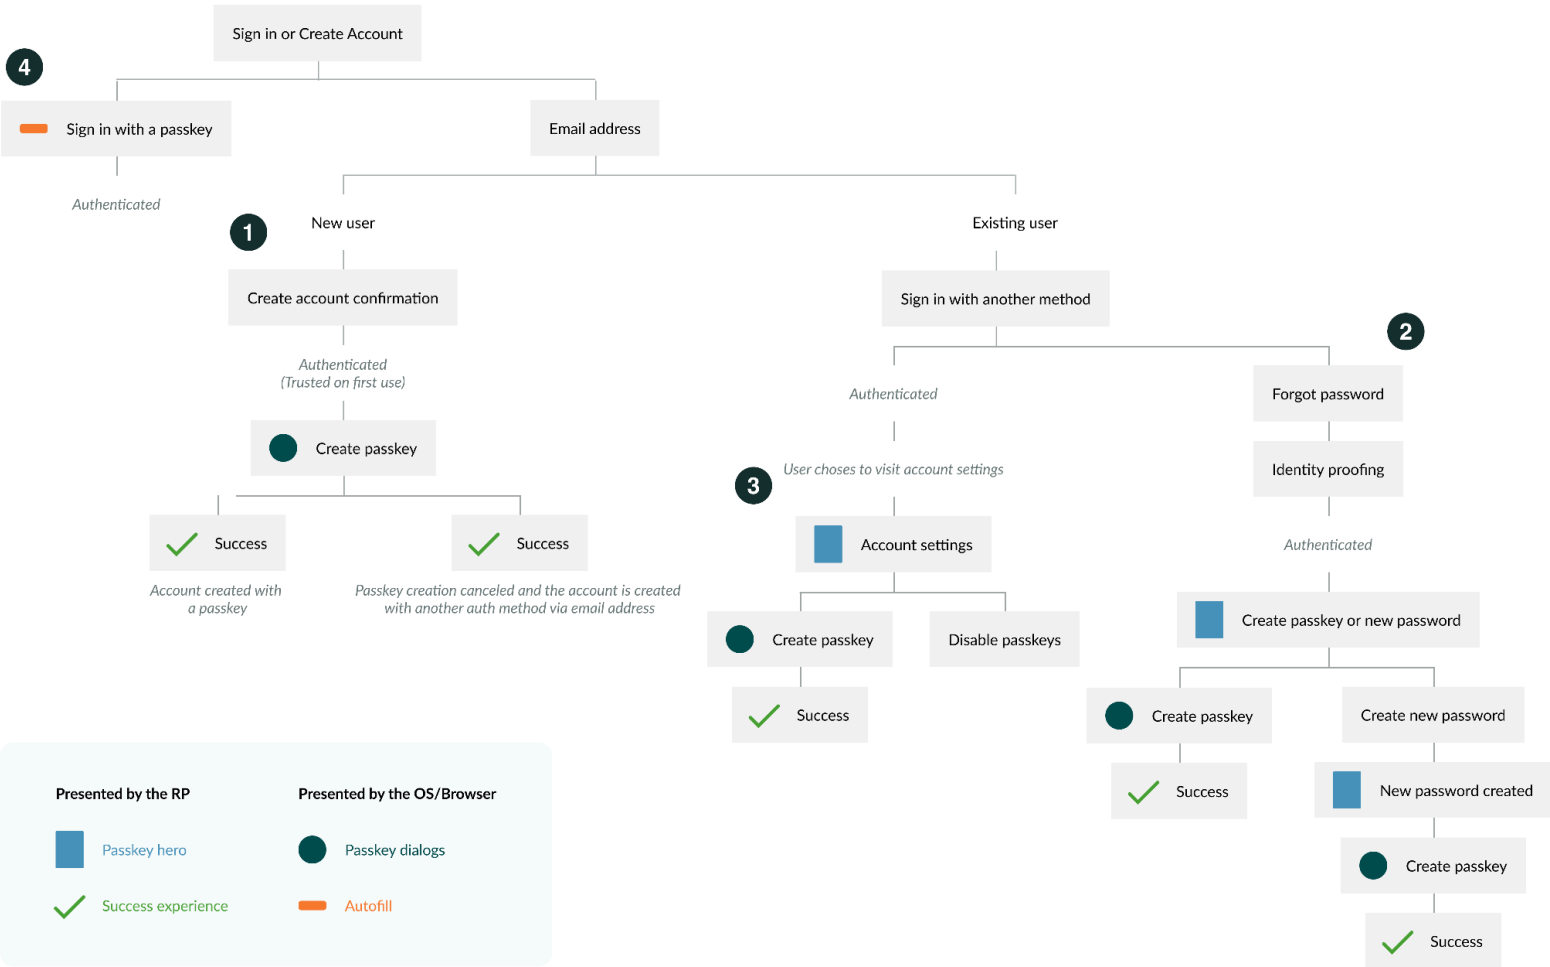 Sign in or Create Account
4
Sign in with a passkey
Email address
Authenticated
1
New user
Existing user
Create account confirmation
Sign in with another method
2
Authenticated
(Trusted on first use)
Authenticated
Forgot password
Create passkey
3
User choses to visit account settings
Identity proofing
Success
Success
Account settings
Authenticated
Account created with
a passkey
Passkey creation canceled and the account is created
with another auth method via email address
Create passkey
Disable passkeys
Create passkey or new password
Success
Create passkey
Create new password
Success
New password created
Create passkey
Success
Presented by the RP
Presented by the OS/Browser
Passkey hero
Passkey dialogs
Success experience
Autofill